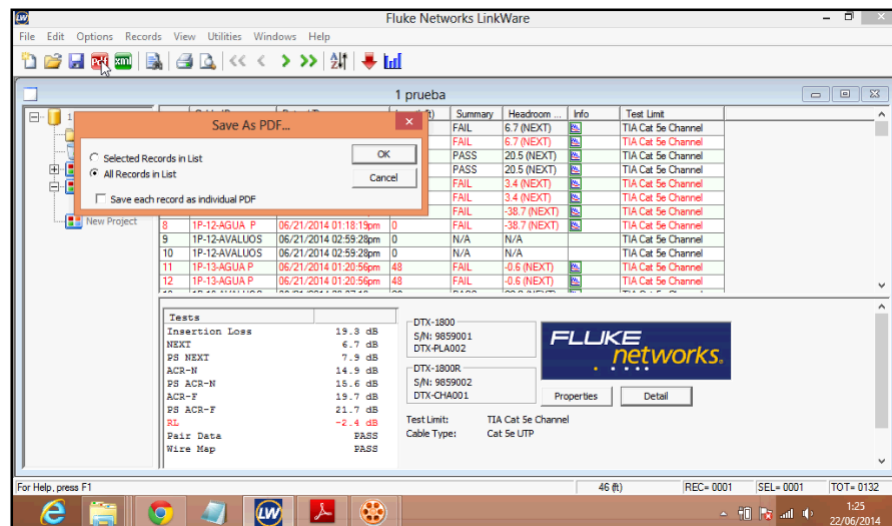 LW
Fluke Networks LinkWare
File Edit Options Records View Utilities Windows Help
Pdf xml
1 prueba
Summary Headroom ... Info Test Limit
FAIL 6.7 (NEXT) TIA Cat 5e Channel
FAIL 6.7 (NEXT) TIA Cat 5e Channel
PASS 20.5 (NEXT) TIA Cat 5e Channel
PASS 20.5 (NEXT) TIA Cat 5e Channel
FAIL 3.4 (NEXT) TIA Cat 5e Channel
FAIL 3.4 (NEXT) TIA Cat 5e Channel
FAIL -38.7 (NEXT) TIA Cat 5e Channel
8 1P-12-AGUA P 06/21/2014 01:18:19pm 0 FAIL -38.7 (NEXT) TIA Cat 5e Channel
9 1P-12-AVALUOS 06/21/2014 02:59:28pm 0 N/A N/A TIA Cat 5e Channel
10 1P-12-AVALUOS 06/21/2014 02:59:28pm 0 N/A N/A TIA Cat 5e Channel
11 1P-13-AGUA P 06/21/2014 01:20:56pm 48 FAIL -0.6 (NEXT) TIA Cat 5e Channel
12 1P-13-AGUA P 06/21/2014 01:20:56pm 48 FAIL -0.6 (NEXT) TIA Cat 5e Channel
New Project
Save As PDF...
Selected Records in List
All Records in List
Save each record as individual PDF
OK
Cancel
Tests
Insertion Loss 19.3 dB
NEXT 6.7 dB
PS NEXT 7.9 dB
ACR-N 14.9 dB
PS ACR-N 15.6 dB
ACR-F 19.7 dB
PS ACR-F 21.7 dB
RL -2.4 dB
Pair Data PASS
Wire Map PASS
DTX-1800
S/N: 9859001
DTX-PLA002
DTX-1800R
S/N: 9859002
DTX-CHA001
FLUKE
networks.
Properties
Detail
Test Limit: TIA Cat 5e Channel
Cable Type: Cat 5e UTP
For Help, press F1
46 (ft) REC= 0001 SEL= 0001 TOT= 0132
LW
1:25
22/06/2014